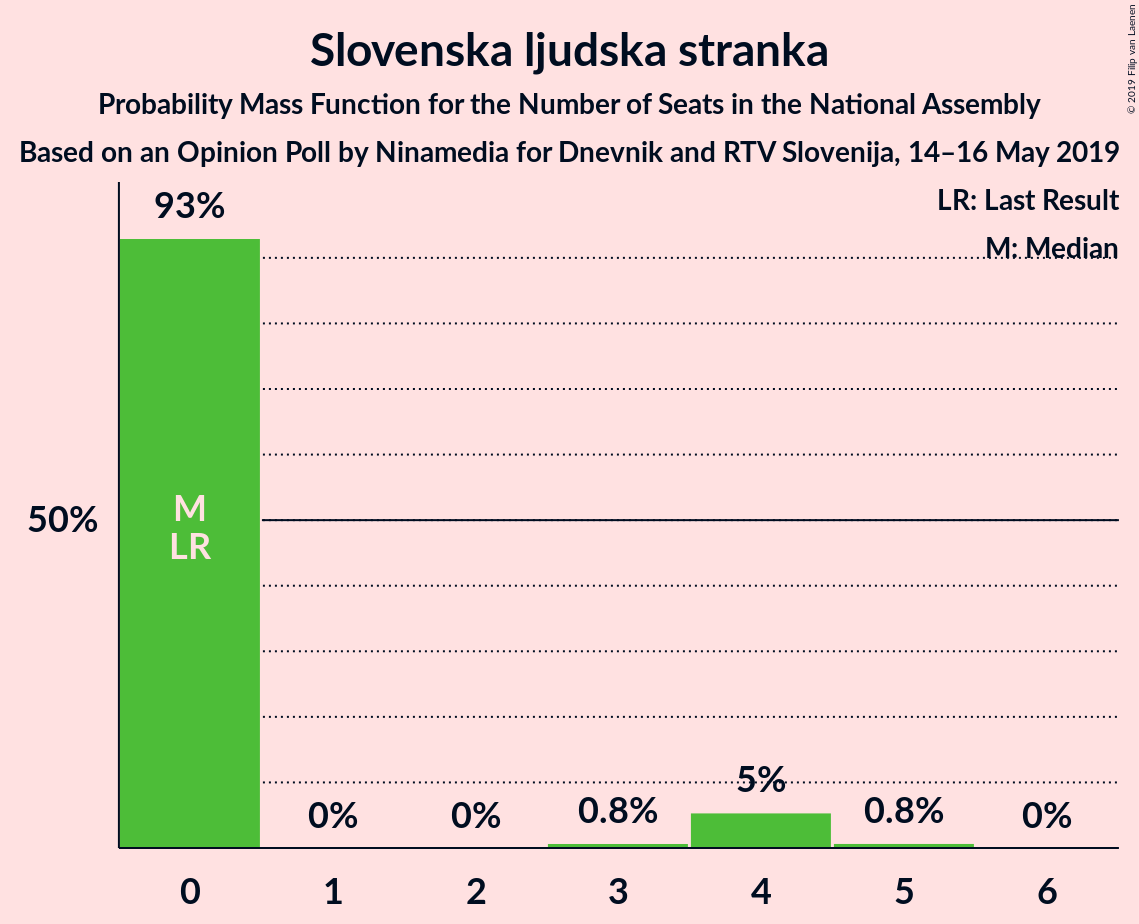 Slovenska ljudska stranka
Probability Mass Function for the Number of Seats in the National Assembly
Based on an Opinion Poll by Ninamedia for Dnevnik and RTV Slovenija, 14–16 May 2019
© 2019 Filip van Laenen
LR: Last Result
M: Median
93%
50%
M
LR
0%
0%
0.8%
5%
0.8%
0%
0 1 2 3 4 5 6